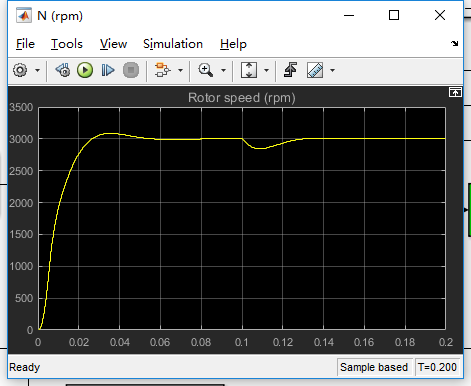 N (rpm)
File Tools View Simulation Help
Rotor speed (rpm)
3500
3000
2500
2000
1500
1000
500
0
0 0.02 0.04 0.06 0.08 0.1 0.12 0.14 0.16 0.18 0.2
Ready Sample based T=0.200